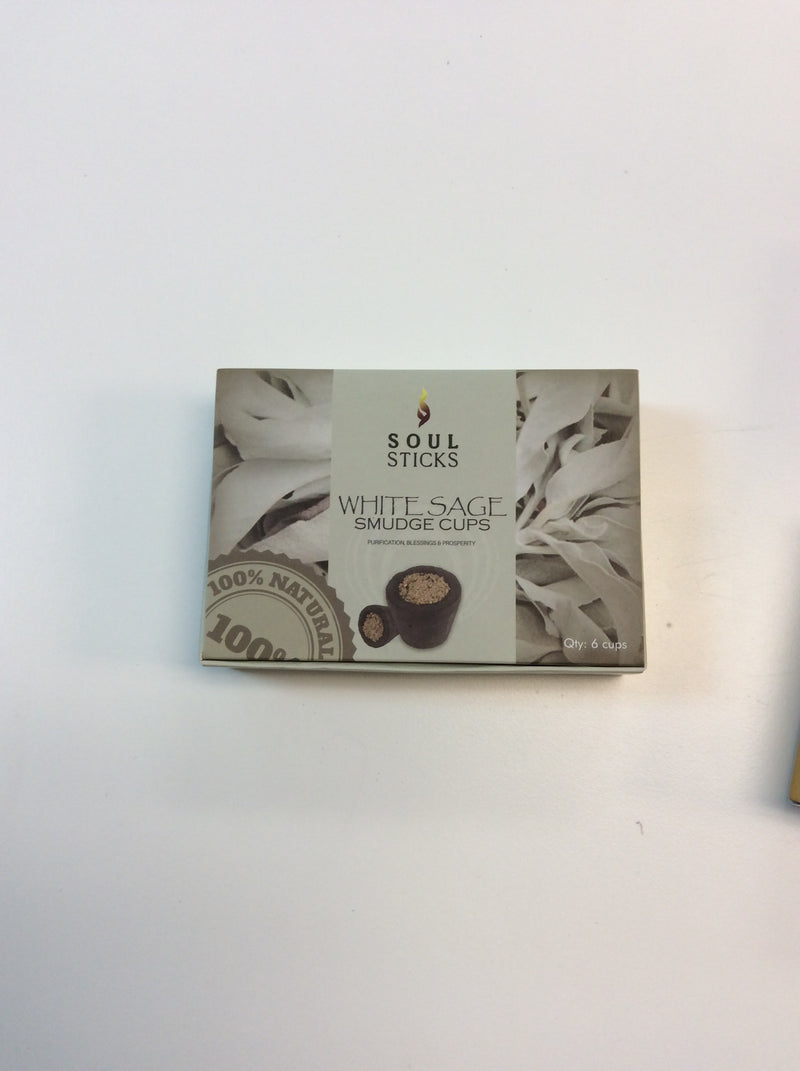 SOUL
STICKS
WHITE SAGE
SMUDGE CUPS
PURIFICATION, BLESSINGS & PROSPERITY
100% NATURAL
100%
Qty: 6 cups